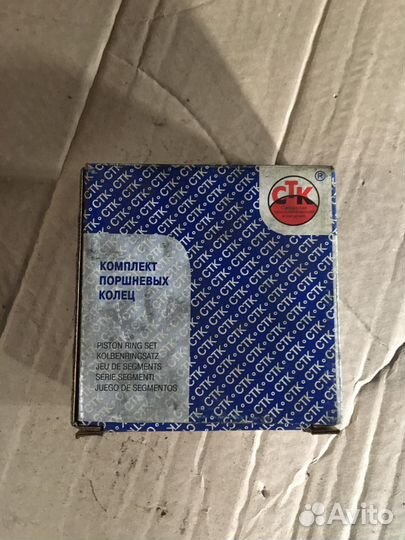 СТК
®
КОМПЛЕКТ
ПОРШНЕВЫХ
КОЛЕЦ
PISTON RING SET
KOLBENRINGSATZ
JEU DE SEGMENTS
SERIE SEGMENTI
JUEGO DE SEGMENTOS
Avito